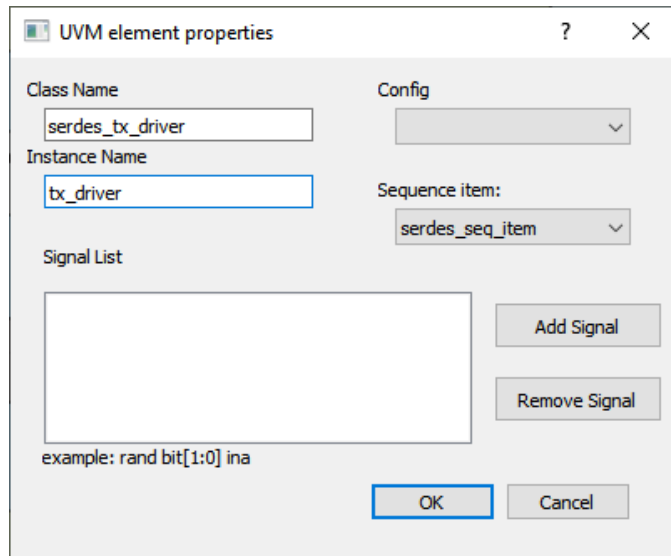 UVM element properties
?
Class Name
Config
serdes_tx_driver
Instance Name
tx_driver
Sequence item:
serdes_seq_item
Signal List
Add Signal
Remove Signal
example: rand bit[1:0] ina
OK
Cancel